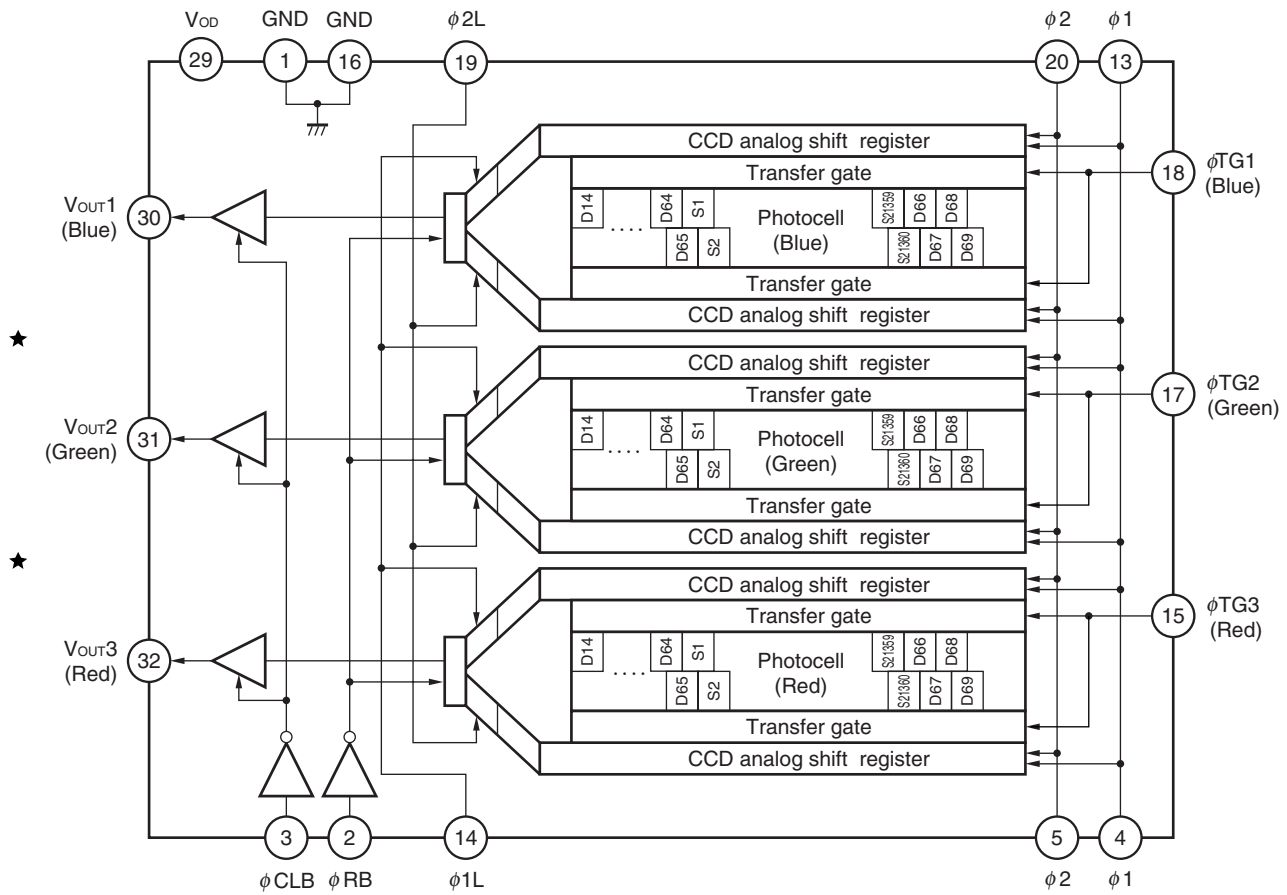 VOD GND GND ϕ2L ϕ2 ϕ1
29 1 16 19 20 13
CCD analog shift register
Transfer gate
18 ϕTG1
(Blue)
D14 .... D64 S1 Photocell S21359 D66 D68
D65 S2 (Blue) S21360 D67 D69
VOUT1
(Blue)
30
Transfer gate
CCD analog shift register
★
CCD analog shift register
Transfer gate
17 ϕTG2
(Green)
D14 .... D64 S1 Photocell S21359 D66 D68
D65 S2 (Green) S21360 D67 D69
VOUT2
(Green)
31
Transfer gate
CCD analog shift register
★
CCD analog shift register
Transfer gate
15 ϕTG3
(Red)
D14 .... D64 S1 Photocell S21359 D66 D68
D65 S2 (Red) S21360 D67 D69
VOUT3
(Red)
32
Transfer gate
CCD analog shift register
3 2 14 5 4
ϕCLB ϕRB ϕ1L ϕ2 ϕ1